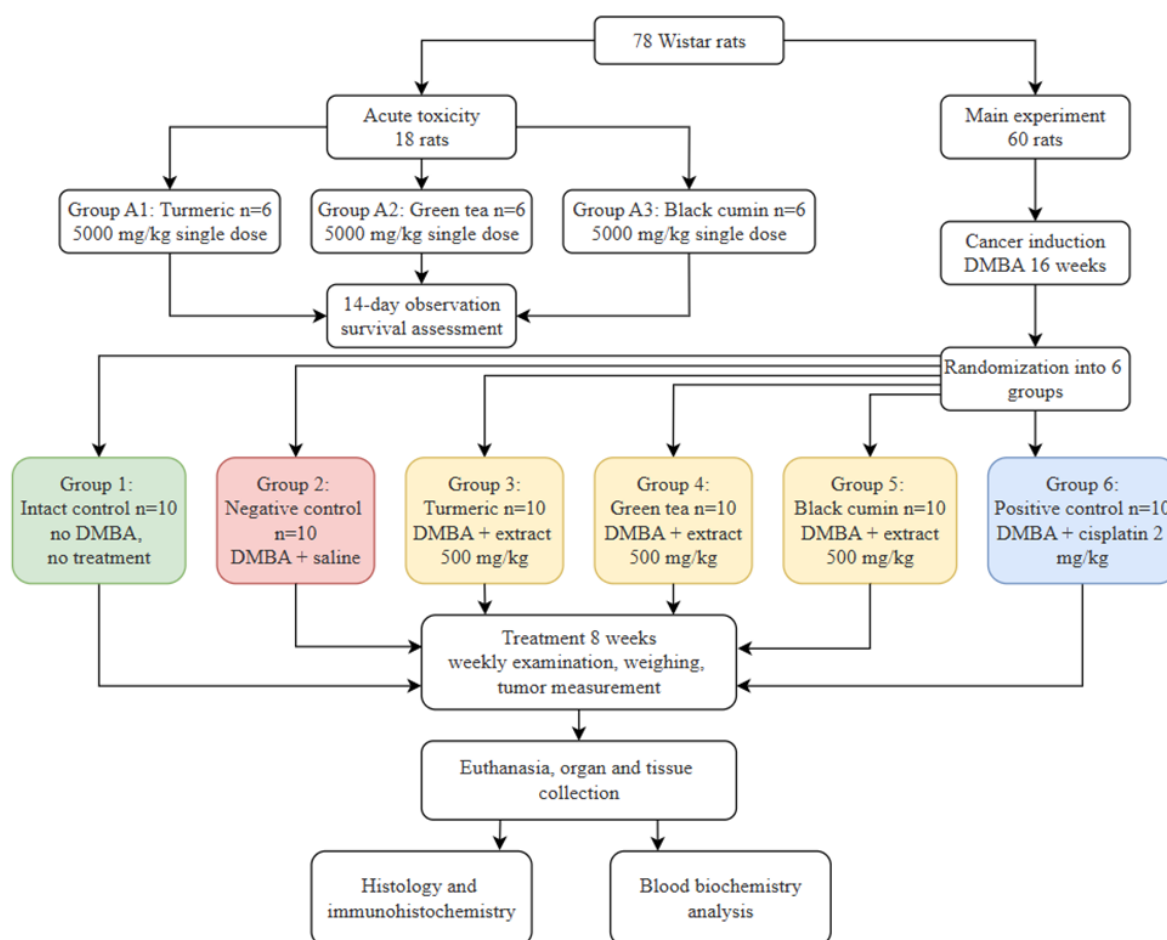 78 Wistar rats
Acute toxicity
18 rats
Main experiment
60 rats
Group A1: Turmeric n=6
5000 mg/kg single dose
Group A2: Green tea n=6
5000 mg/kg single dose
Group A3: Black cumin n=6
5000 mg/kg single dose
Cancer induction
DMBA 16 weeks
14-day observation
survival assessment
Randomization into 6
groups
Group 1:
Intact control n=10
no DMBA,
no treatment
Group 2:
Negative control
n=10
DMBA + saline
Group 3:
Turmeric n=10
DMBA + extract
500 mg/kg
Group 4:
Green tea n=10
DMBA + extract
500 mg/kg
Group 5:
Black cumin n=10
DMBA + extract
500 mg/kg
Group 6:
Positive control n=10
DMBA + cisplatin 2
mg/kg
Treatment 8 weeks
weekly examination, weighing,
tumor measurement
Euthanasia, organ and tissue
collection
Histology and
immunohistochemistry
Blood biochemistry
analysis